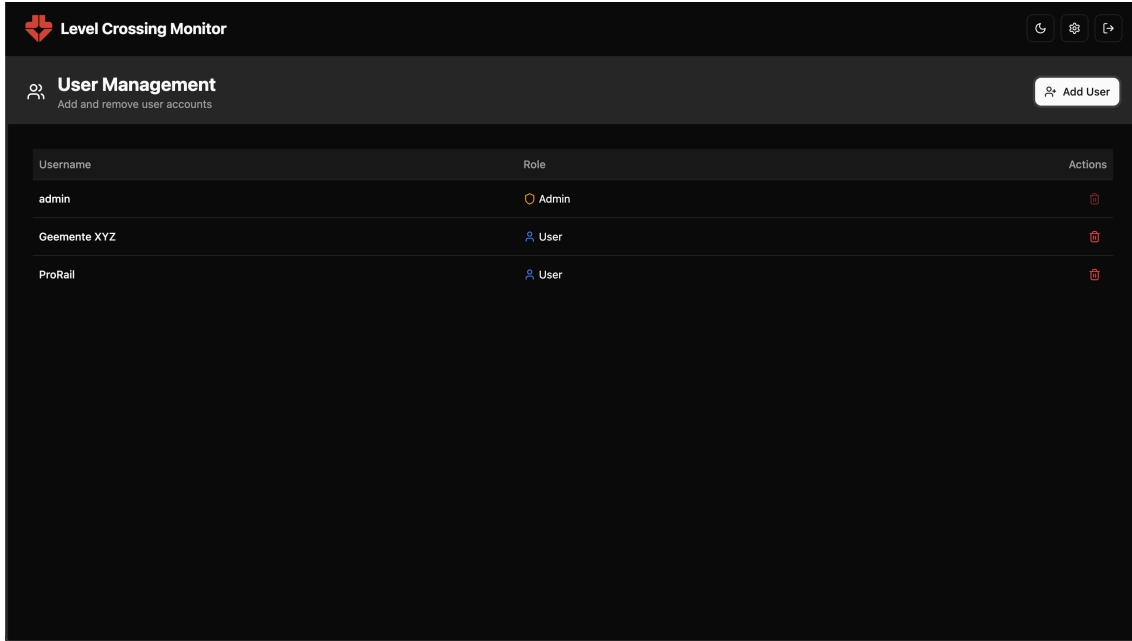 Level Crossing Monitor
User Management
Add and remove user accounts
Add User
Username Role Actions
admin Admin
Geemente XYZ User
ProRail User